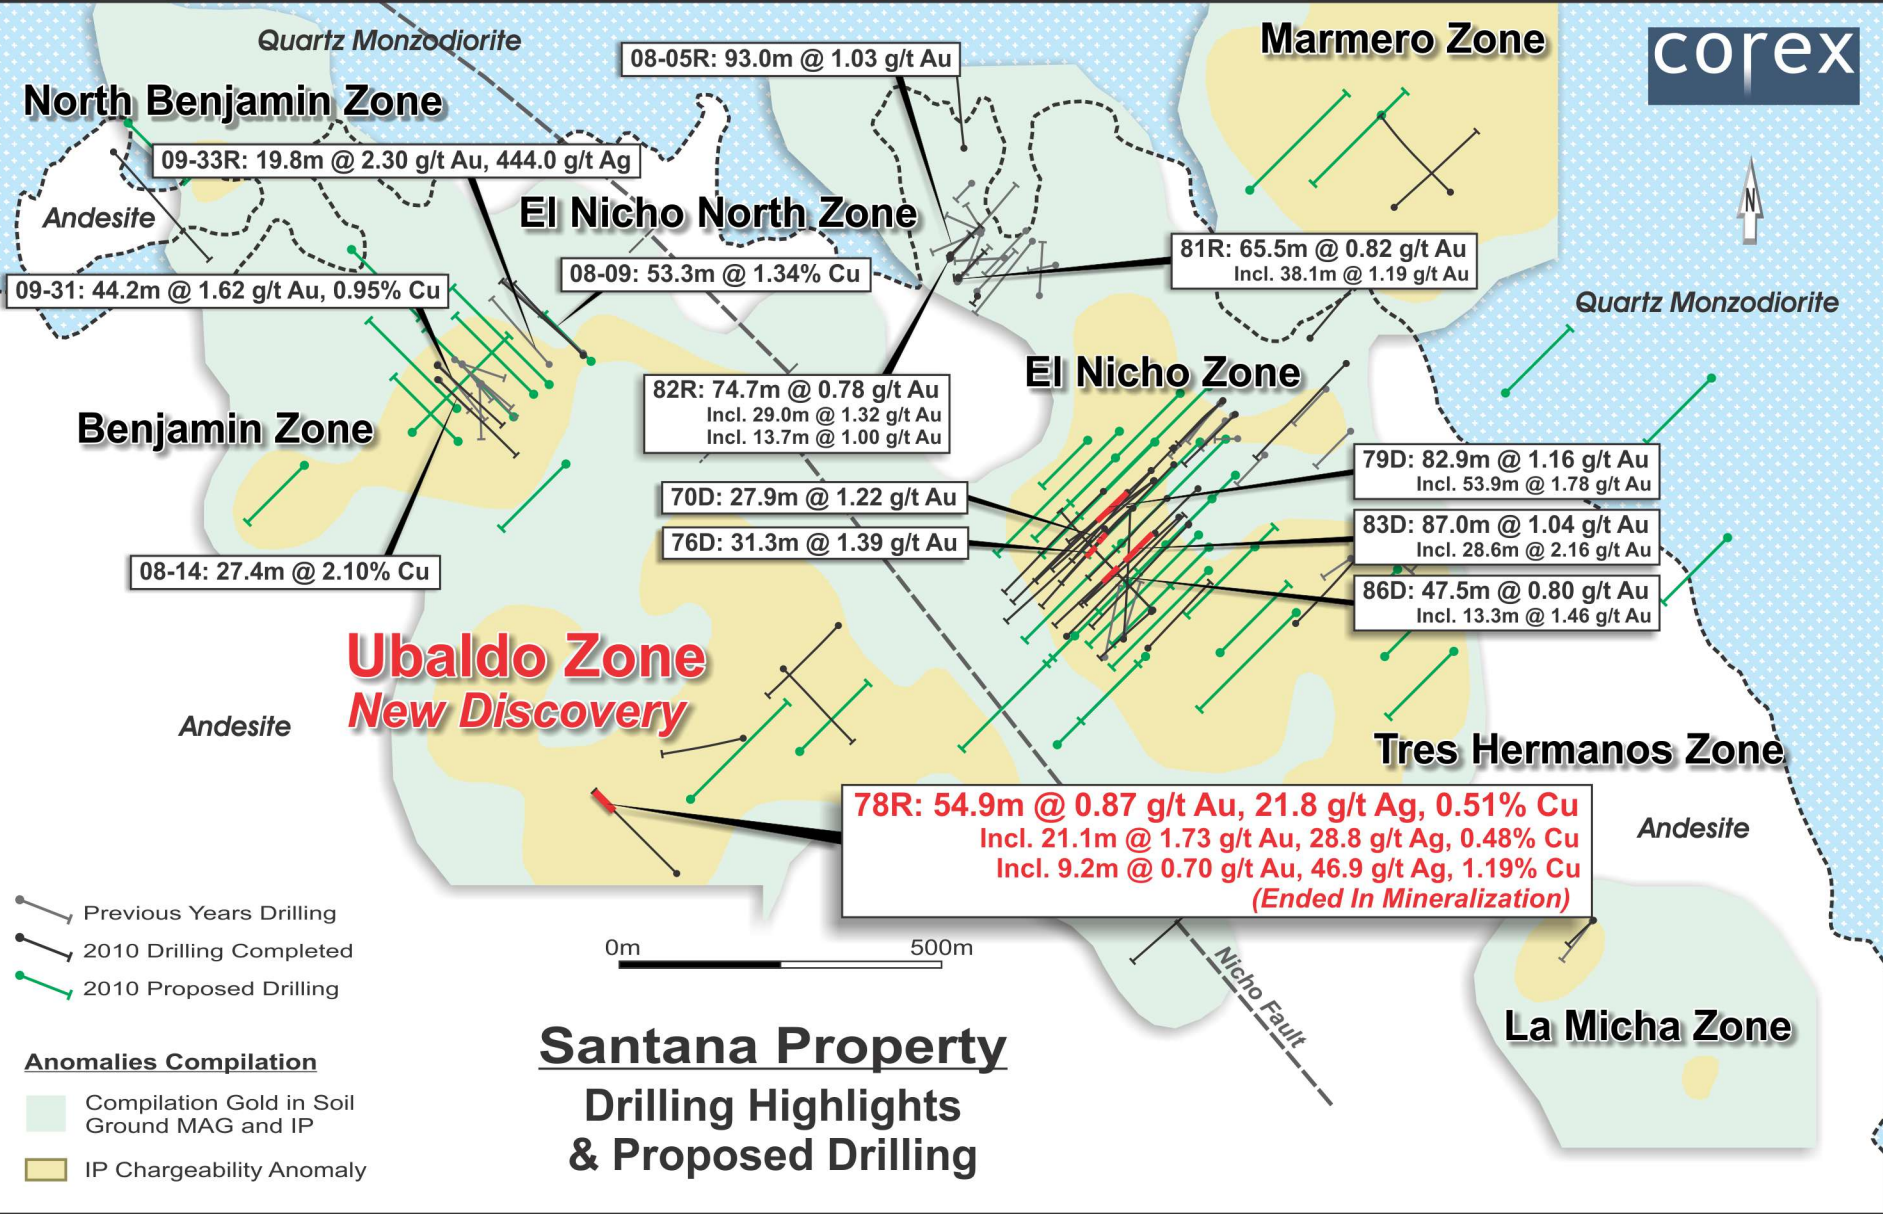 Quartz Monzodiorite
08-05R: 93.0m @ 1.03 g/t Au
Marmero Zone
corex
North Benjamin Zone
09-33R: 19.8m @ 2.30 g/t Au, 444.0 g/t Ag
Andesite
El Nicho North Zone
N
81R: 65.5m @ 0.82 g/t Au
Incl. 38.1m @ 1.19 g/t Au
08-09: 53.3m @ 1.34% Cu
09-31: 44.2m @ 1.62 g/t Au, 0.95% Cu
Quartz Monzodiorite
El Nicho Zone
82R: 74.7m @ 0.78 g/t Au
Incl. 29.0m @ 1.32 g/t Au
Incl. 13.7m @ 1.00 g/t Au
Benjamin Zone
79D: 82.9m @ 1.16 g/t Au
Incl. 53.9m @ 1.78 g/t Au
70D: 27.9m @ 1.22 g/t Au
83D: 87.0m @ 1.04 g/t Au
Incl. 28.6m @ 2.16 g/t Au
76D: 31.3m @ 1.39 g/t Au
08-14: 27.4m @ 2.10% Cu
86D: 47.5m @ 0.80 g/t Au
Incl. 13.3m @ 1.46 g/t Au
Ubaldo Zone
New Discovery
Andesite
Tres Hermanos Zone
78R: 54.9m @ 0.87 g/t Au, 21.8 g/t Ag, 0.51% Cu
Incl. 21.1m @ 1.73 g/t Au, 28.8 g/t Ag, 0.48% Cu
Incl. 9.2m @ 0.70 g/t Au, 46.9 g/t Ag, 1.19% Cu
(Ended In Mineralization)
Andesite
Previous Years Drilling
2010 Drilling Completed
2010 Proposed Drilling
0m 500m
Nicho Fault
La Micha Zone
Santana Property
Drilling Highlights
& Proposed Drilling
Anomalies Compilation
Compilation Gold in Soil
Ground MAG and IP
IP Chargeability Anomaly